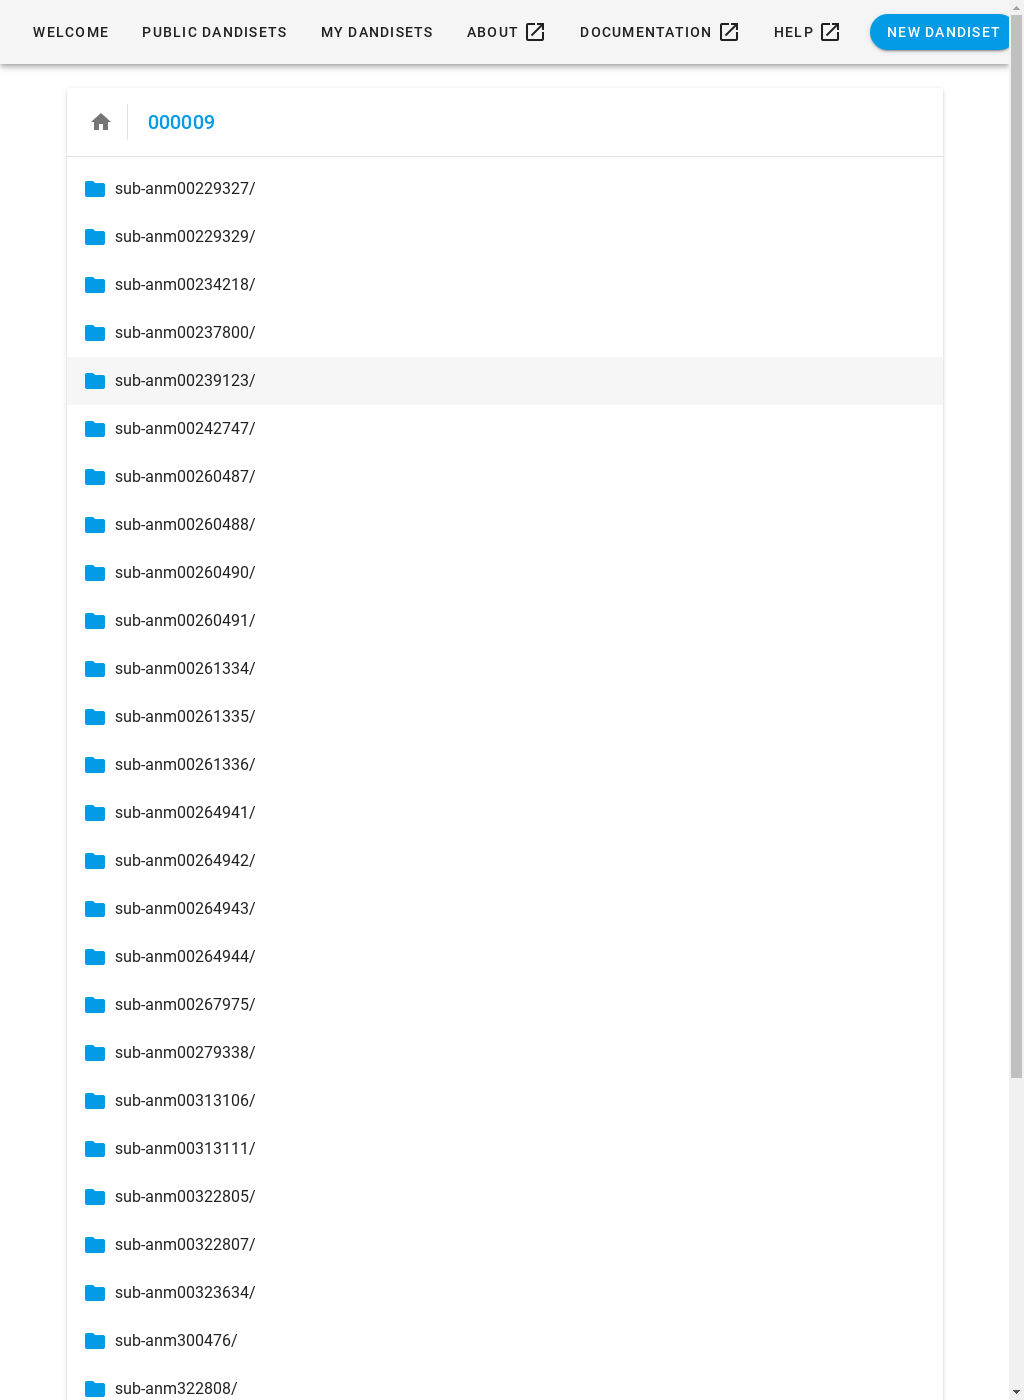 WELCOME PUBLIC DANDISETS MY DANDISETS ABOUT DOCUMENTATION HELP NEW DANDISET
000009
sub-anm00229327/
sub-anm00229329/
sub-anm00234218/
sub-anm00237800/
sub-anm00239123/
sub-anm00242747/
sub-anm00260487/
sub-anm00260488/
sub-anm00260490/
sub-anm00260491/
sub-anm00261334/
sub-anm00261335/
sub-anm00261336/
sub-anm00264941/
sub-anm00264942/
sub-anm00264943/
sub-anm00264944/
sub-anm00267975/
sub-anm00279338/
sub-anm00313106/
sub-anm00313111/
sub-anm00322805/
sub-anm00322807/
sub-anm00323634/
sub-anm300476/
sub-anm322808/